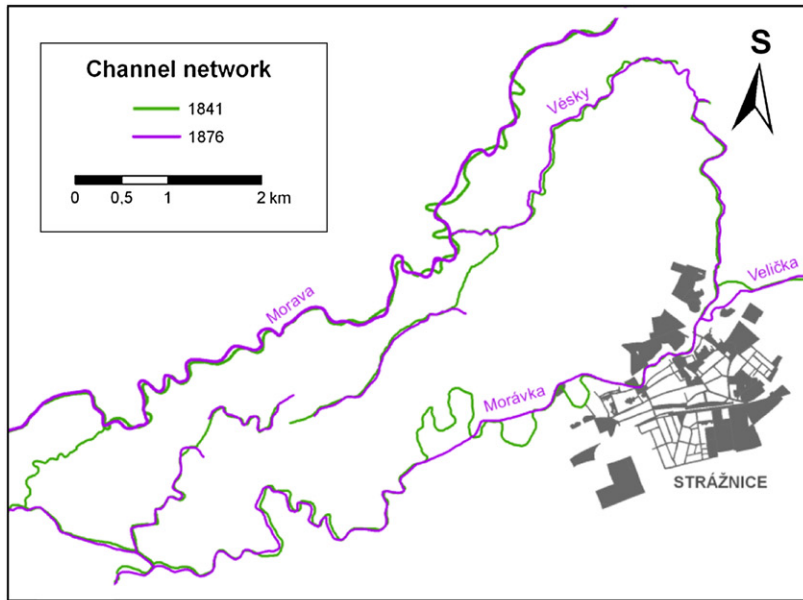 Channel network
1841
1876
0 0.5 1 2 km
S
Vésky
Velička
Morava
Morávka
STRÁŽNICE